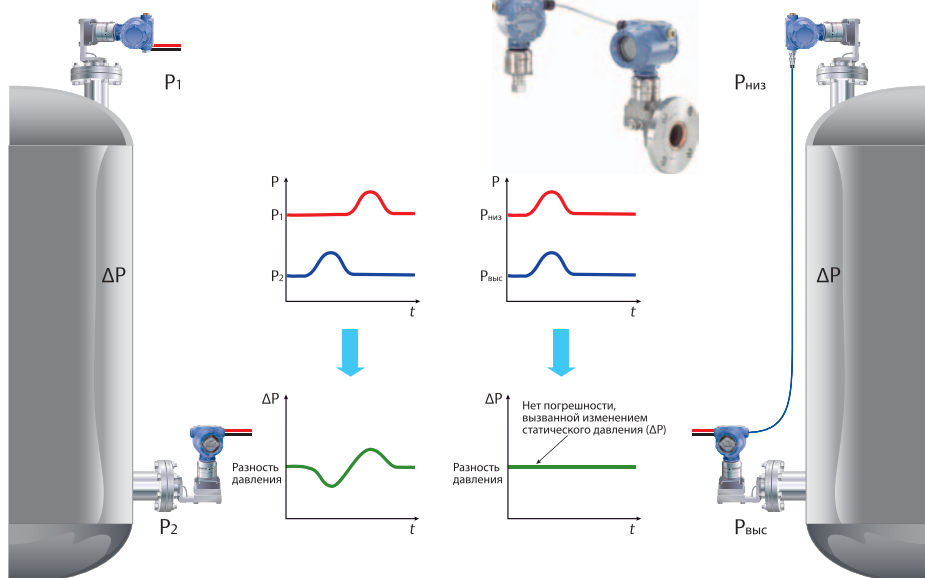 P1
Pниз
P
P1
P2
t
P
Pниз
Pвыс
t
ΔP
ΔP
ΔP
Разность
давления
t
ΔP
Нет погрешности,
вызванной изменением
статического давления (ΔP)
Разность
давления
t
P2
Pвыс